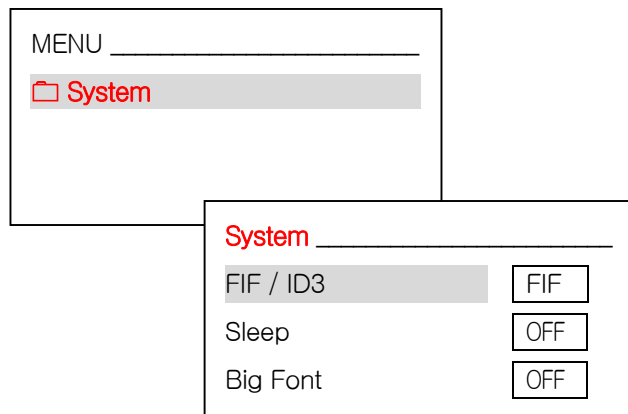 MENU
System
System
FIF / ID3 FIF
Sleep OFF
Big Font OFF